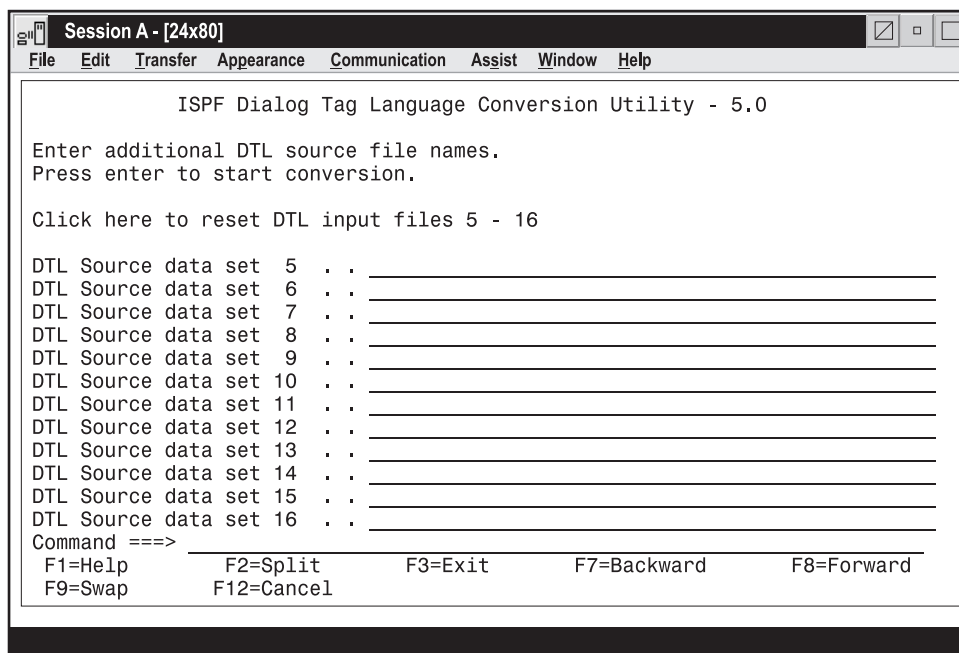 Session A - [24x80]
File Edit Transfer Appearance Communication Assist Window Help
ISPF Dialog Tag Language Conversion Utility - 5.0
Enter additional DTL source file names.
Press enter to start conversion.
Click here to reset DTL input files 5 - 16
DTL Source data set 5 . .
DTL Source data set 6 . .
DTL Source data set 7 . .
DTL Source data set 8 . .
DTL Source data set 9 . .
DTL Source data set 10 . .
DTL Source data set 11 . .
DTL Source data set 12 . .
DTL Source data set 13 . .
DTL Source data set 14 . .
DTL Source data set 15 . .
DTL Source data set 16 . .
Command ===>
F1=Help F2=Split F3=Exit F7=Backward F8=Forward
F9=Swap F12=Cancel